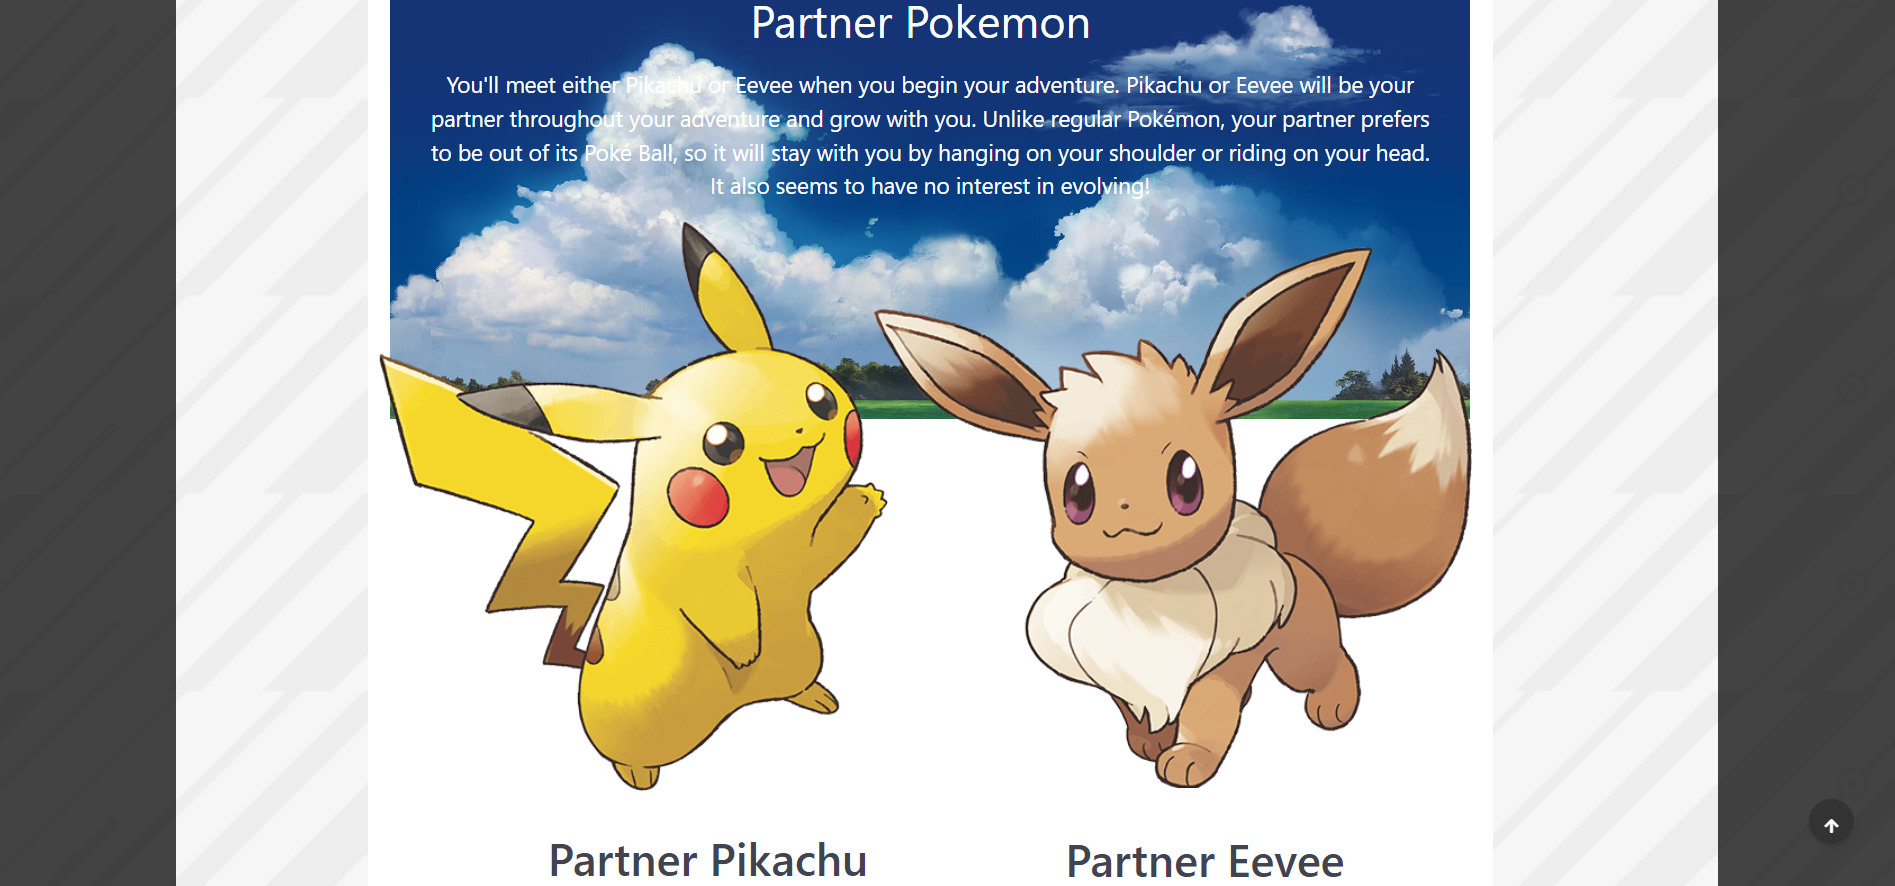 Partner Pokemon
You'll meet either Pikachu or Eevee when you begin your adventure. Pikachu or Eevee will be your
partner throughout your adventure and grow with you. Unlike regular Pokémon, your partner prefers
to be out of its Poké Ball, so it will stay with you by hanging on your shoulder or riding on your head.
It also seems to have no interest in evolving!
Partner Pikachu
Partner Eevee